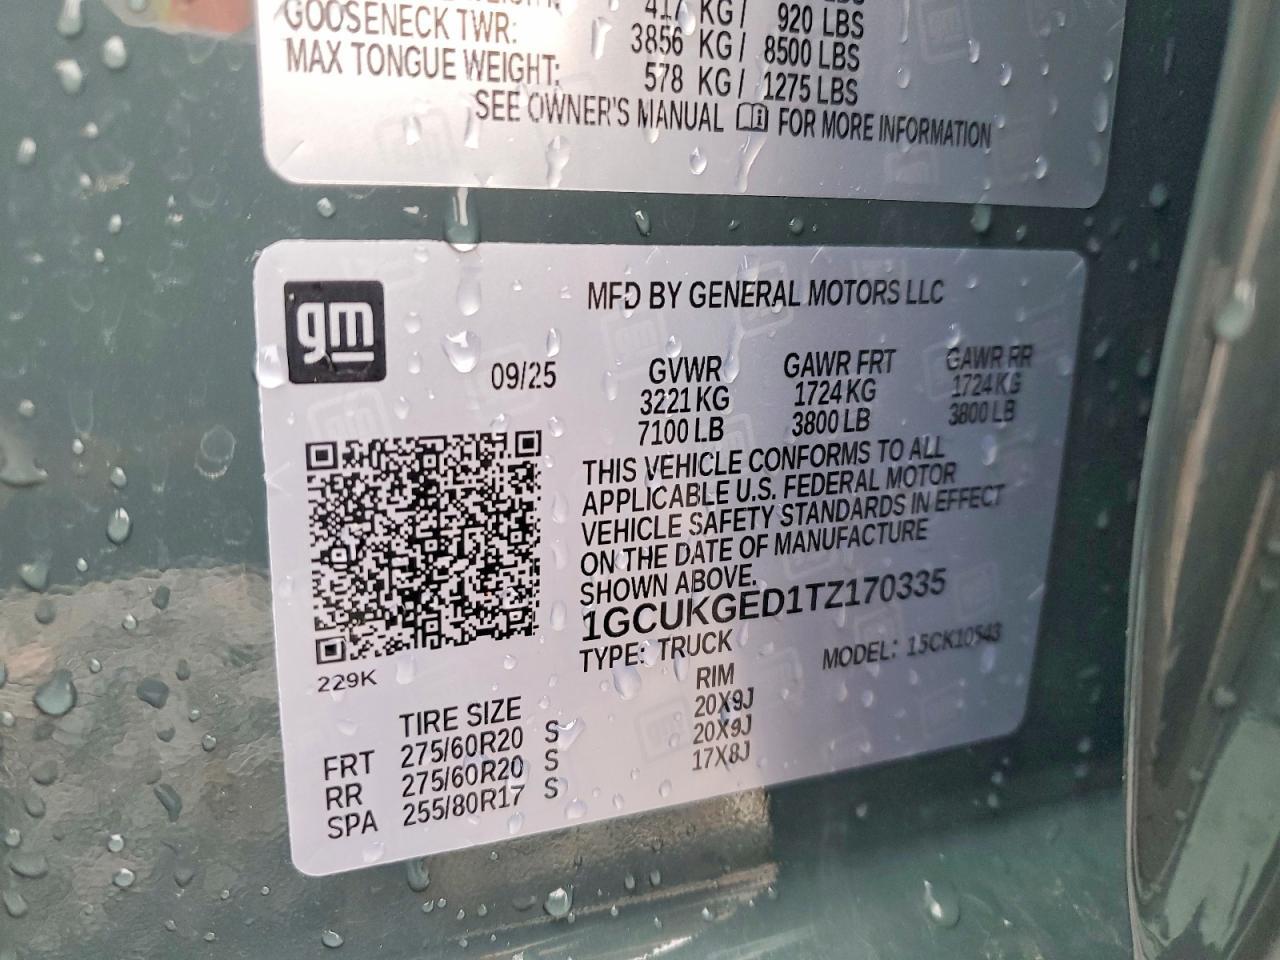 417 KG / 920 LBS
GOOSENECK TWR: 3856 KG / 8500 LBS
MAX TONGUE WEIGHT: 578 KG / 1275 LBS
SEE OWNER'S MANUAL FOR MORE INFORMATION
gm
MFD BY GENERAL MOTORS LLC
09/25
GVWR GAWR FRT GAWR RR
3221 KG 1724 KG 1724 KG
7100 LB 3800 LB 3800 LB
THIS VEHICLE CONFORMS TO ALL
APPLICABLE U.S. FEDERAL MOTOR
VEHICLE SAFETY STANDARDS IN EFFECT
ON THE DATE OF MANUFACTURE
SHOWN ABOVE.
1GCUKGED1TZ170335
TYPE: TRUCK MODEL: 15CK10543
229K
TIRE SIZE RIM
FRT 275/60R20 S 20X9J
RR 275/60R20 S 20X9J
SPA 255/80R17 S 17X8J